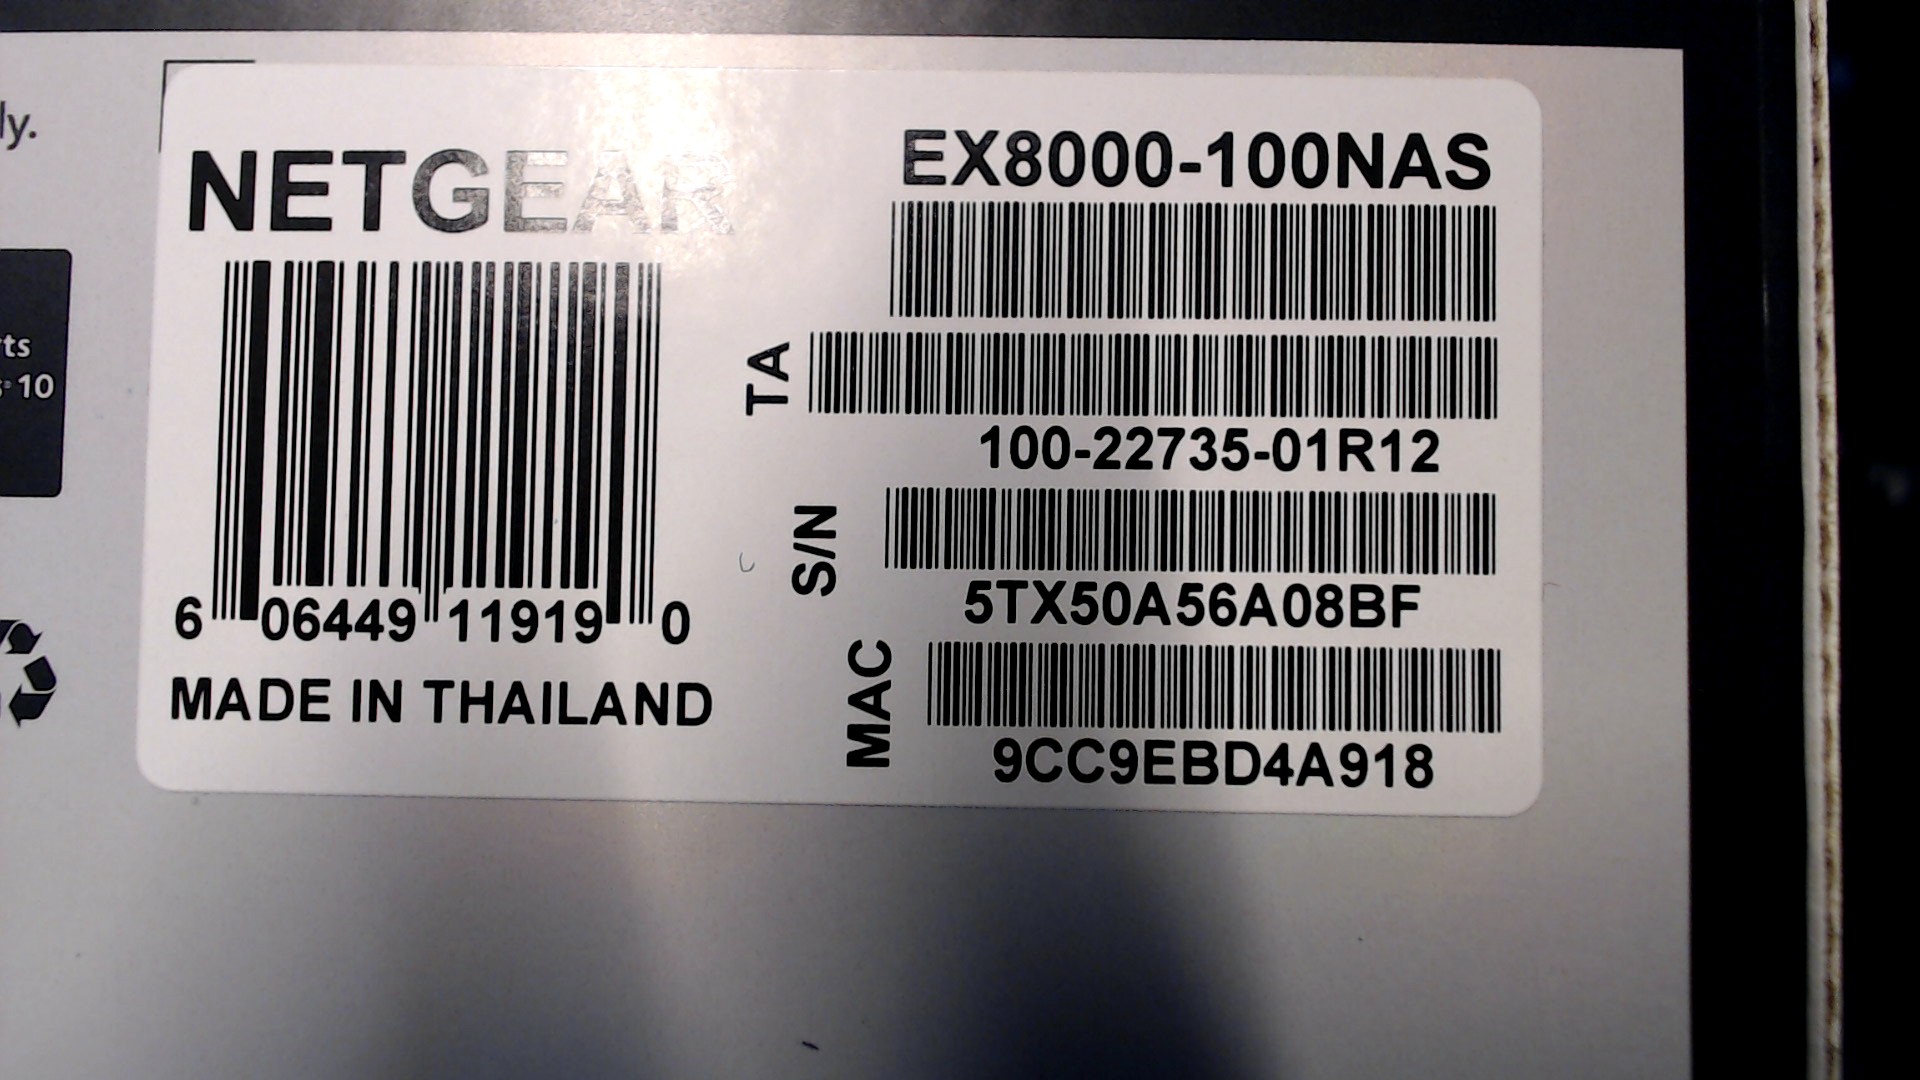 ly.
NETGEAR
6 06449 11919 0
MADE IN THAILAND
EX8000-100NAS
TA
100-22735-01R12
S/N
5TX50A56A08BF
MAC
9CC9EBD4A918
ts
10